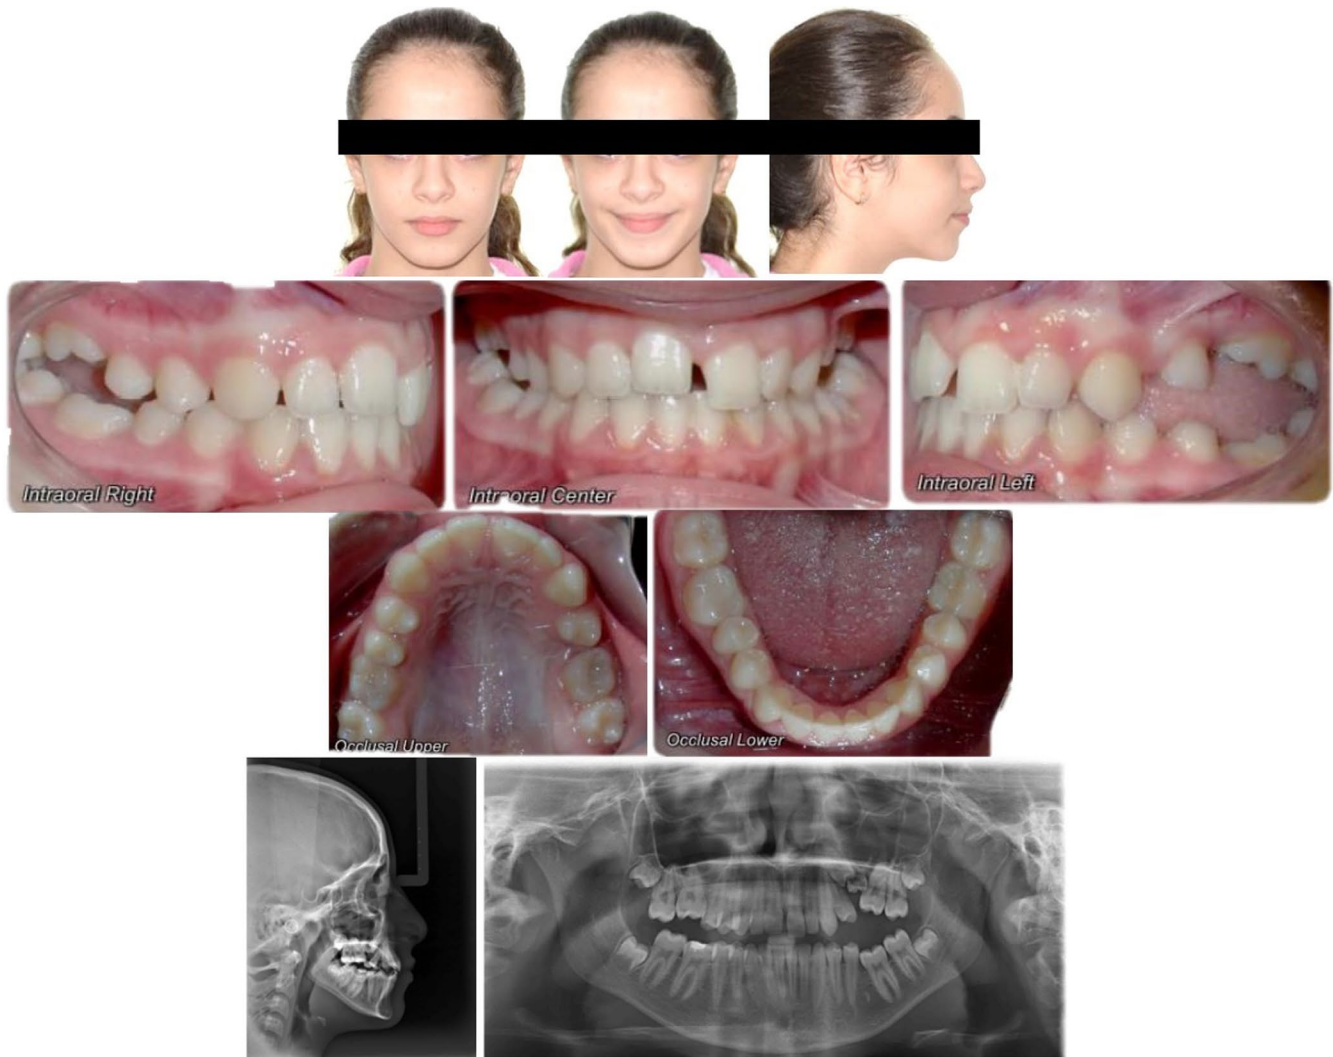 Intraoral Right
Intraoral Center
Intraoral Left
Occlusal Upper
Occlusal Lower